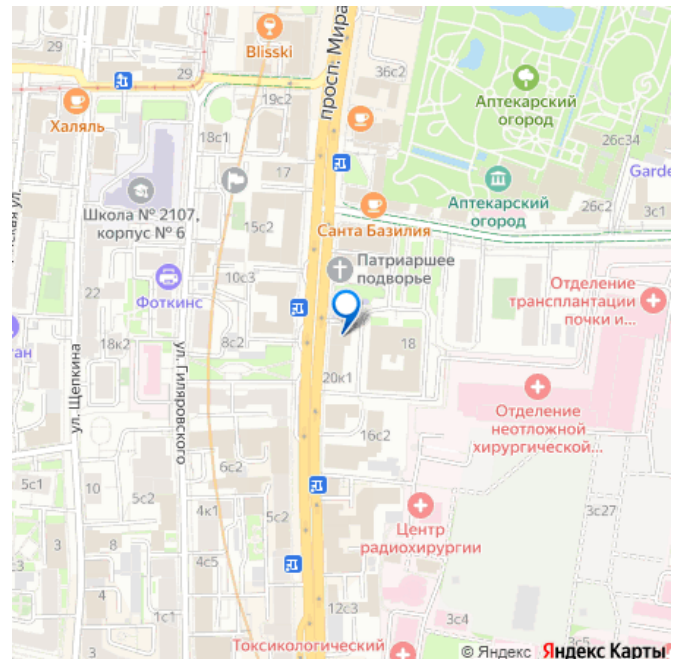 29
Blisski
просп. Мира
36с2
Аптекарский
огород
29
19с2
Халяль
18с1
26с34
17
Аптекарский
огород
Garde
Школа № 2107,
корпус № 6
26с2
3с1
Санта Базилия
15с2
Патриаршее
подворье
22
Фоткинс
10с3
Отделение
трансплантации
почки и...
18к2
8с2
18
ул. Щепкина
ул. Гиляровского
20к1
Отделение
неотложной
хирургической...
16с2
6с2
5с1
10
5с2
4к1
5с2
3с27
Центр
радиохирургии
3
8
4с5
4
12с3
1с1
3с4
Токсикологический
3с5
© Яндекс
Яндекс Карты